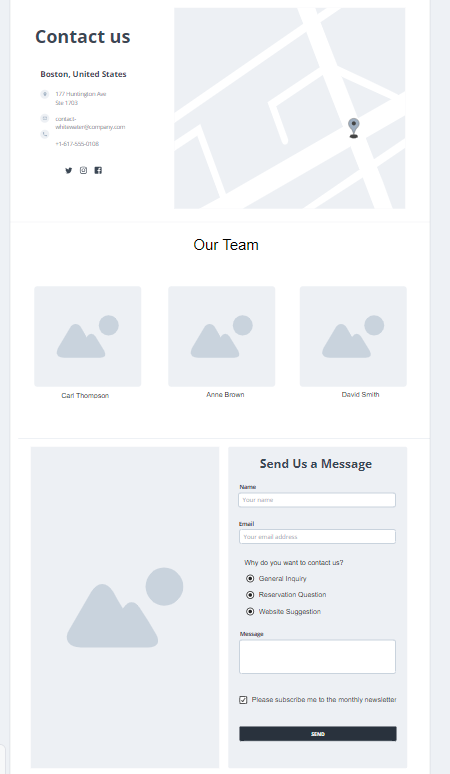 Contact us
Boston, United States
177 Huntington Ave
Ste 1703
contact-
whitewater@company.com
+1-617-555-0108
Our Team
Carl Thompson
Anne Brown
David Smith
Send Us a Message
Name
Your name
Email
Your email address
Why do you want to contact us?
General Inquiry
Reservation Question
Website Suggestion
Message
Please subscribe me to the monthly newsletter
SEND